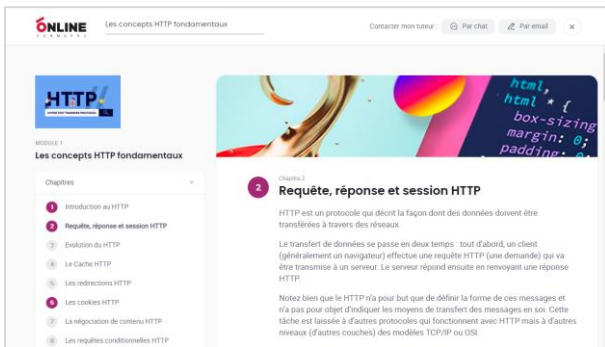 ONLINE
FORMAPRO
Les concepts HTTP fondamentaux
Contacter mon tuteur :
Par chat
Par email
HTTP
HYPER TEXT TRANSFER PROTOCOL
MODULE 1
Les concepts HTTP fondamentaux
Chapitres
1 Introduction au HTTP
2 Requête, réponse et session HTTP
3 Evolution du HTTP
4 Le Cache HTTP
5 Les redirections HTTP
6 Les cookies HTTP
7 La négociation de contenu HTTP
8 Les requêtes conditionnelles HTTP
html,
html * {
box-sizing
margin: 0;
padding: 0;
Chapitre 2
2 Requête, réponse et session HTTP
HTTP est un protocole qui décrit la façon dont des données doivent être
transférées à travers des réseaux.
Le transfert de données se passe en deux temps : tout d'abord, un client
(généralement un navigateur) effectue une requête HTTP (une demande) qui va
être transmise à un serveur. Le serveur répond ensuite en renvoyant une réponse
HTTP.
Notez bien que le HTTP n'a pour but que de définir la forme de ces messages et
n'a pas pour objet d'indiquer les moyens de transfert des messages en soi. Cette
tâche est laissée à d'autres protocoles qui fonctionnent avec HTTP mais à d'autres
niveaux (d'autres couches) des modèles TCP/IP ou OSI.